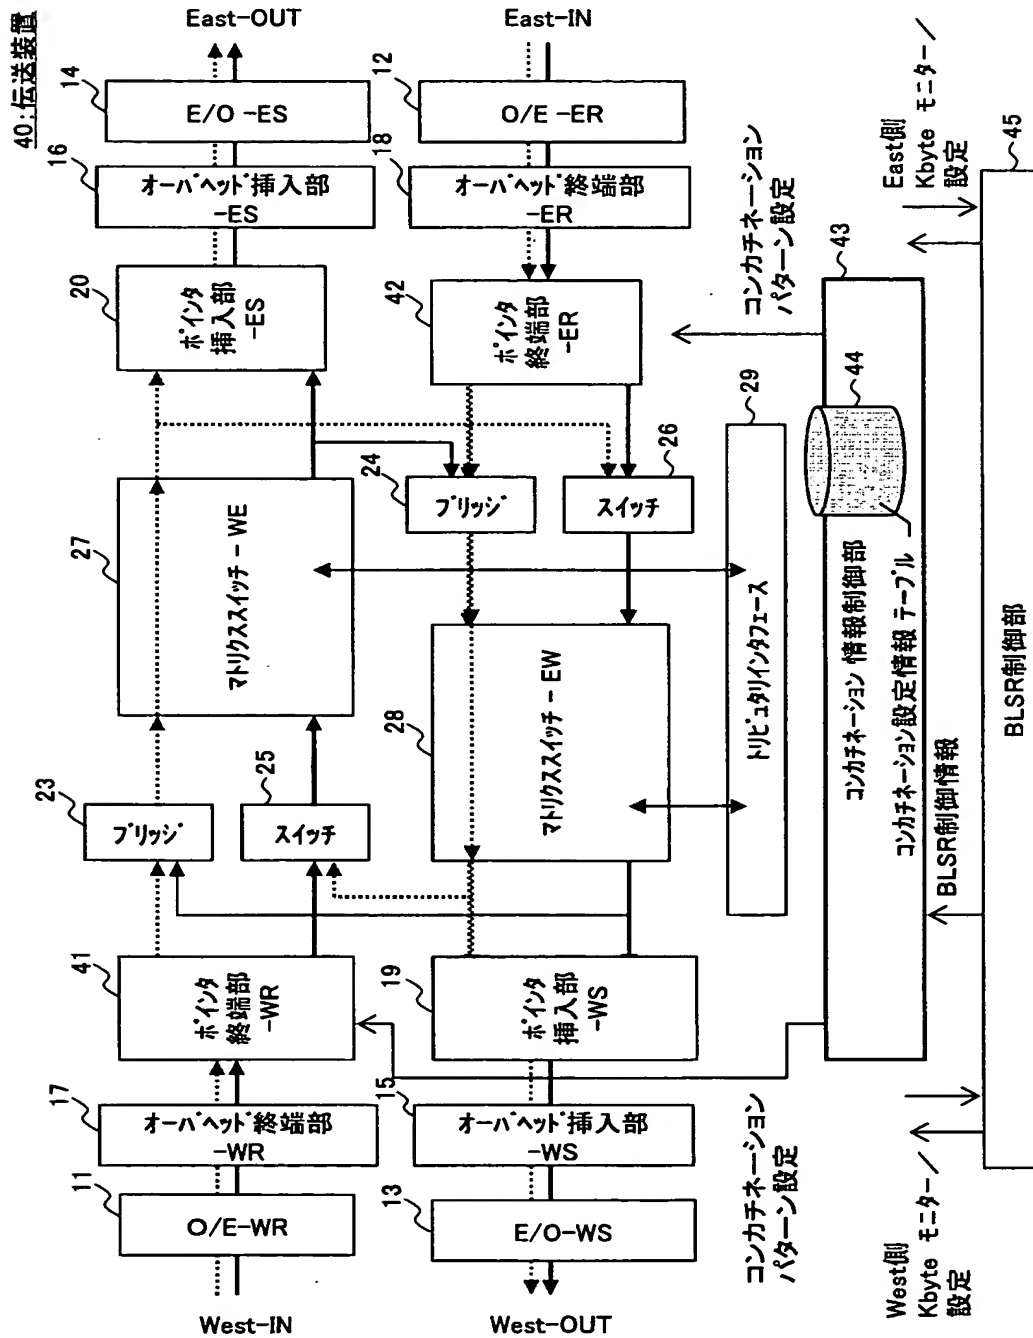 40:伝送装置
East-OUT
East-IN
14
E/O -ES
12
O/E -ER
16
オーバヘッド挿入部
-ES
18
オーバヘッド終端部
-ER
20
ポインタ
挿入部
-ES
42
ポインタ
終端部
-ER
コンカチネーション
パターン設定
East側
Kbyte モニター/
設定
45
43
44
29
24
ブリッジ
26
スイッチ
27
マトリクススイッチ- WE
28
マトリクススイッチ- EW
トリビュタリインタフェース
コンカチネーション 情報制御部
コンカチネーション設定情報 テーブル
BLSR制御部
BLSR制御情報
23
ブリッジ
25
スイッチ
41
ポインタ
終端部
-WR
19
ポインタ
挿入部
-WS
17
オーバヘッド終端部
-WR
15
オーバヘッド挿入部
-WS
11
O/E-WR
13
E/O-WS
コンカチネーション
パターン設定
West側
Kbyte モニター/
設定
West-IN
West-OUT